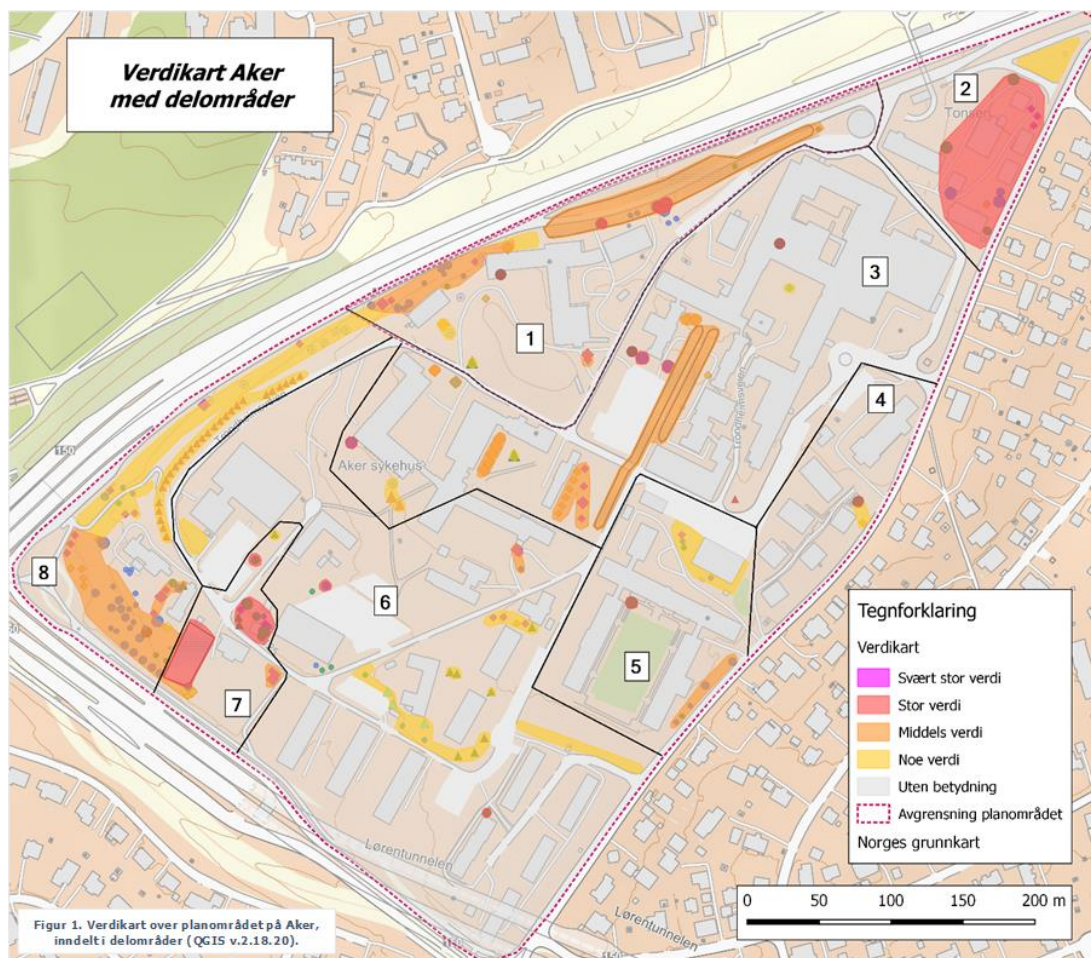 Verdikart Aker
med delområder
2
Tonsen
3
1
4
150
Aker sykehus
8
6
5
7
Tegnforklaring
Verdikart
Svært stor verdi
Stor verdi
Middels verdi
Noe verdi
Uten betydning
Avgrensning planområdet
Norges grunnkart
Lørentunnelen
0 50 100 150 200 m
Lørentunnelen
Figur 1. Verdikart over planområdet på Aker,
inndelt i delområder (QGIS v.2.18.20).
150